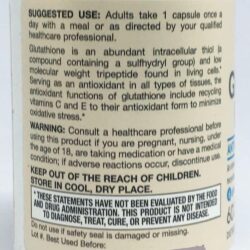 SUGGESTED USE: Adults take 1 capsule once a
day with a meal or as directed by your qualified
healthcare professional.
Glutathione is an abundant intracellular thiol (a
compound containing a sulfhydryl group) and low
molecular weight tripeptide found in living cells.*
Serving as an antioxidant in all types of tissues, the
antioxidant functions of glutathione include recycling
vitamins C and E to their antioxidant form to minimize
oxidative stress.*
WARNING: Consult a healthcare professional before
using this product if you are pregnant, nursing, under
the age of 18, are taking medication or have a medical
condition; if adverse reactions occur, discontinue use.
KEEP OUT OF THE REACH OF CHILDREN.
STORE IN COOL, DRY PLACE.
*THESE STATEMENTS HAVE NOT BEEN EVALUATED BY THE FOOD
AND DRUG ADMINISTRATION. THIS PRODUCT IS NOT INTENDED
TO DIAGNOSE, TREAT, CURE, OR PREVENT ANY DISEASE.
Do not use if safety seal is damaged or missing.
Lot #, Best Used Before:
G